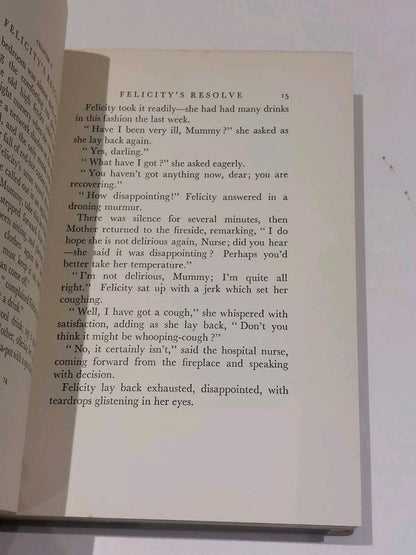 FELICITY'S RESOLVE 15
Felicity took it readily—she had had many drinks
in this fashion the last week.
"Have I been very ill, Mummy?" she asked as
she lay back again.
"Yes, darling."
"What have I got?" she asked eagerly.
"You haven't got anything now, dear; you are
recovering."
"How disappointing!" Felicity answered in a
droning murmur.
There was silence for several minutes, then
Mother returned to the fireside, remarking, "I do
hope she is not delirious again, Nurse; did you hear
—she said it was disappointing? Perhaps you'd
better take her temperature."
"I'm not delirious, Mummy; I'm quite all
right." Felicity sat up with a jerk which set her
coughing.
"Well, I have got a cough," she whispered with
satisfaction, adding as she lay back, "Don't you
think it might be whooping-cough?"
"No, it certainly isn't," said the hospital nurse,
coming forward from the fireplace and speaking
with decision.
Felicity lay back exhausted, disappointed, with
teardrops glistening in her eyes.
14